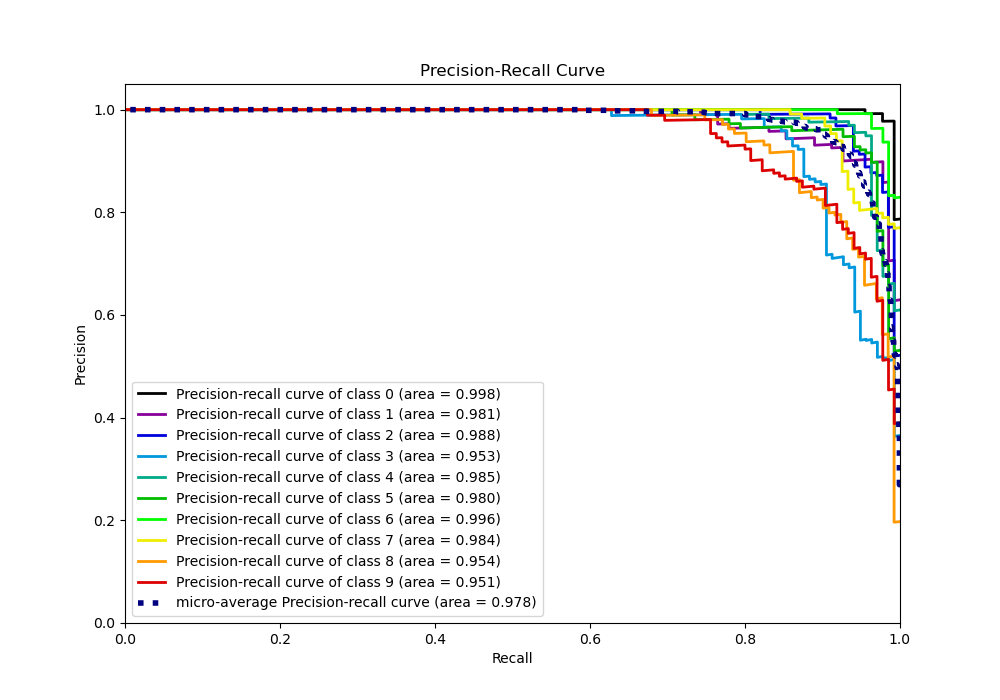 Precision-Recall Curve
1.0
0.8
0.6
0.4
0.2
0.0
Precision
Precision-recall curve of class 0 (area = 0.998)
Precision-recall curve of class 1 (area = 0.981)
Precision-recall curve of class 2 (area = 0.988)
Precision-recall curve of class 3 (area = 0.953)
Precision-recall curve of class 4 (area = 0.985)
Precision-recall curve of class 5 (area = 0.980)
Precision-recall curve of class 6 (area = 0.996)
Precision-recall curve of class 7 (area = 0.984)
Precision-recall curve of class 8 (area = 0.954)
Precision-recall curve of class 9 (area = 0.951)
micro-average Precision-recall curve (area = 0.978)
0.0 0.2 0.4 0.6 0.8 1.0
Recall